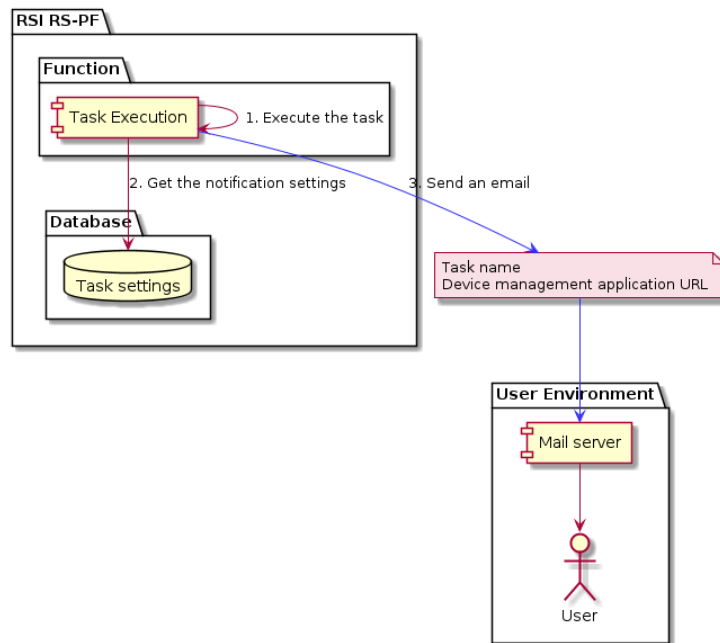 RSI RS-PF
Function
Task Execution
1. Execute the task
2. Get the notification settings
3. Send an email
Database
Task settings
Task name
Device management application URL
User Environment
Mail server
User